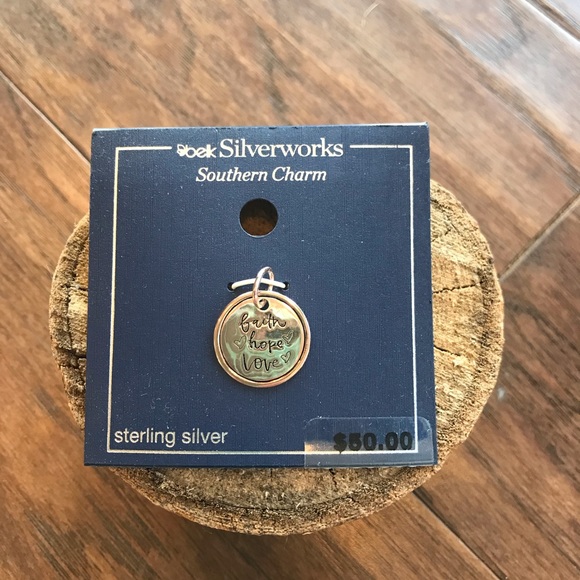 belk Silverworks
Southern Charm
faith
hope
love
sterling silver
$50.00